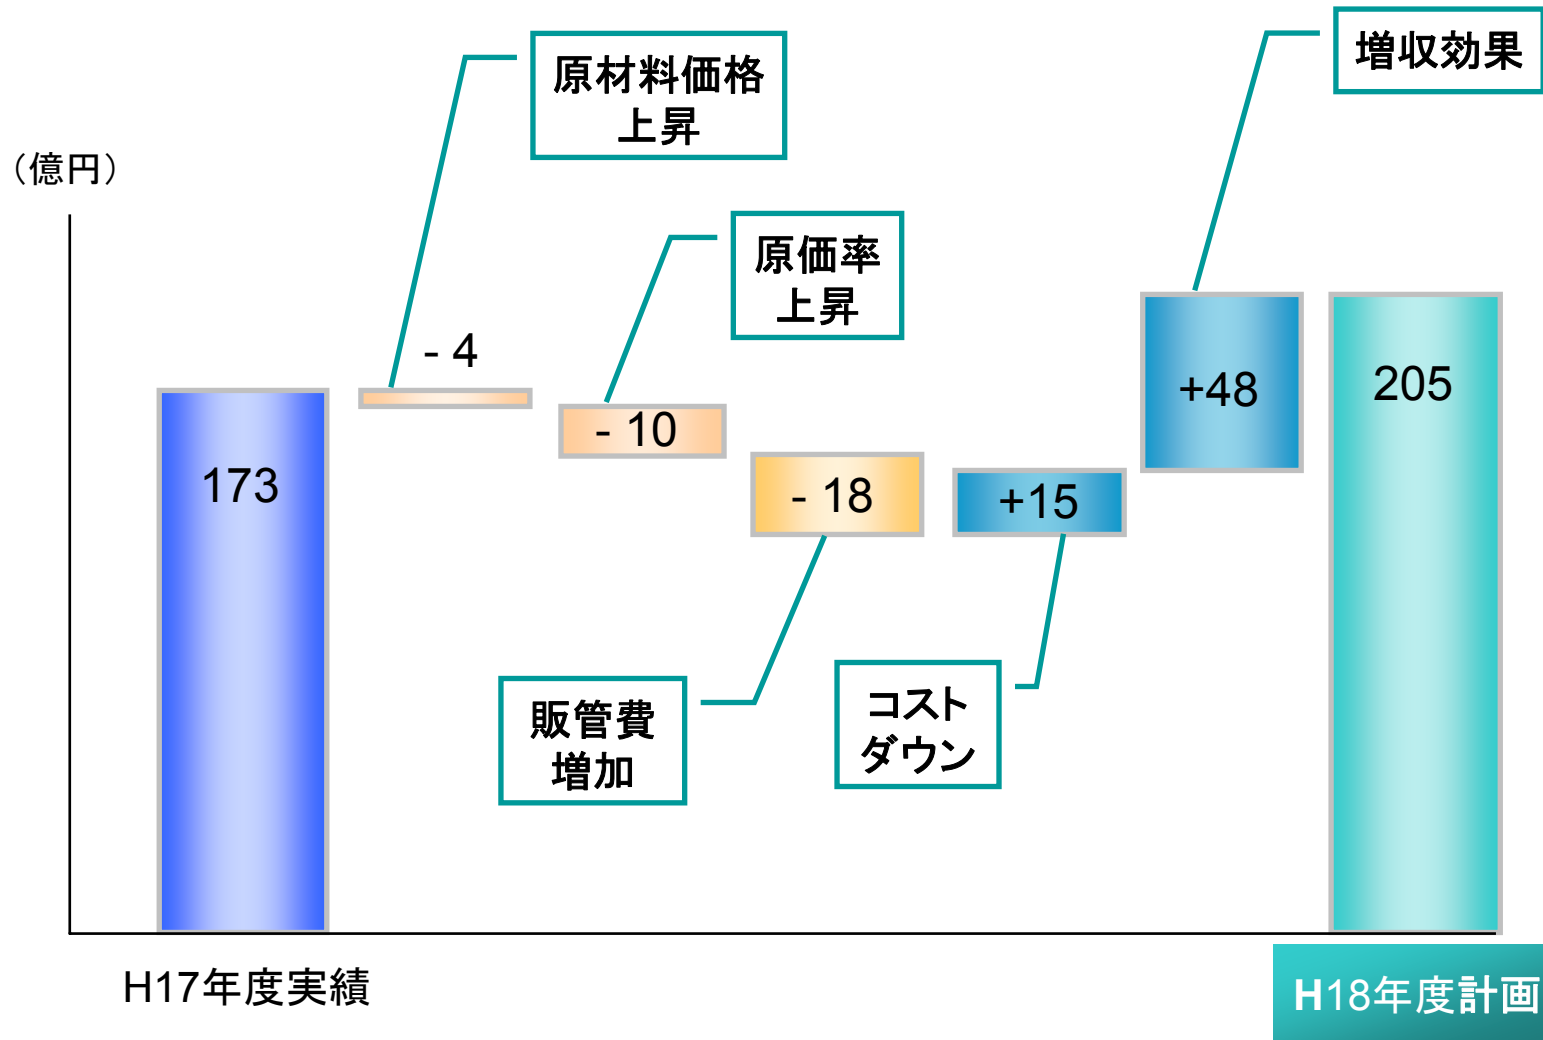 増収効果
原材料価格
上昇
（億円）
原価率
上昇
- 4
+48
205
- 10
173
- 18
+15
販管費
増加
コスト
ダウン
H17年度実績
H18年度計画